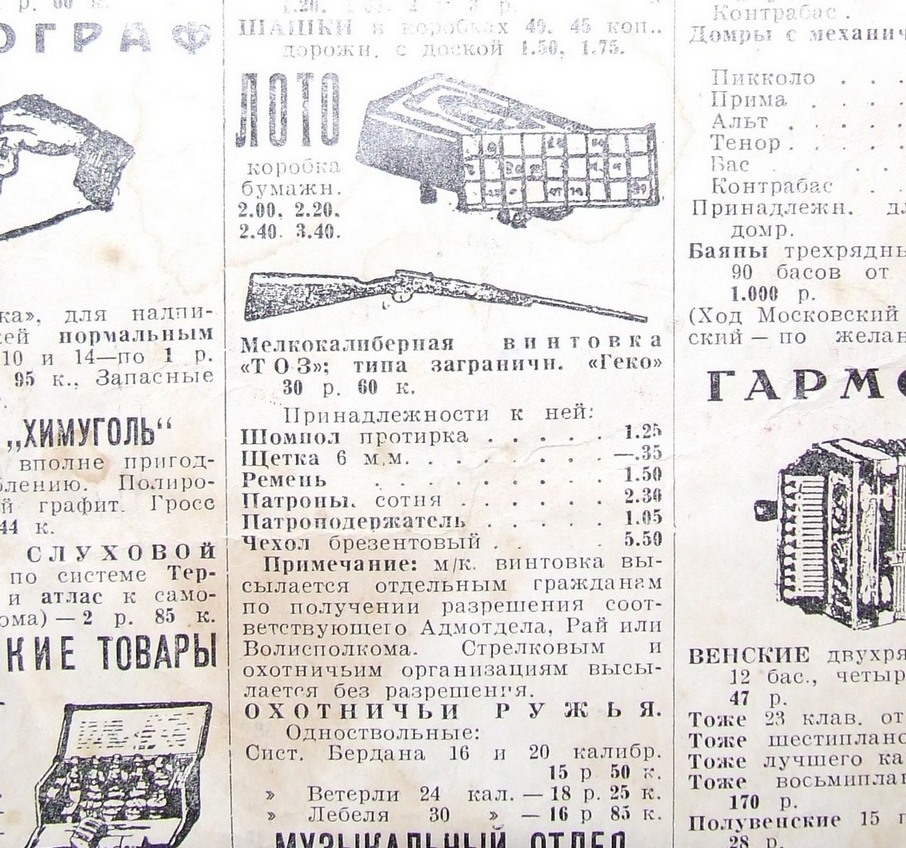 ОГРАФ
ка», для надпи-
ей нормальным
10 и 14—по 1 р.
95 к., Запасные
„ХИМУГОЛЬ“
вполне пригод-
лению. Полиро-
й графит. Гросс
44 к.
СЛУХОВОЙ
по системе Тер-
и атлас к само-
ома) — 2 р. 85 к.
КИЕ ТОВАРЫ
ШАШКИ в коробках 40, 45 коп..
дорожн. с доской 1.50, 1.75.
ЛОТО
коробка
бумажн.
2.00, 2.20.
2.40 3.40.
Мелкокалиберная винтовка
«ТОЗ»; типа заграничн. «Геко»
30 р. 60 к.
Принадлежности к ней:
Шомпол протирка . . . . . . 1.25
Щетка 6 м.м. . . . . . . . . —.35
Ремень . . . . . . . . . 1.50
Патроны, сотня . . . . . . 2.30
Патронодержатель . . . . . 1.05
Чехол брезентовый . . . 5.50
Примечание: м/к. винтовка вы-
сылается отдельным гражданам
по получении разрешения соот-
ветствующего Адмотдела, Рай или
Волисполкома. Стрелковым и
охотничьим организациям высы-
лается без разрешения.
ОХОТНИЧЬИ РУЖЬЯ.
Одноствольные:
Сист. Бердана 16 и 20 калибр.
15 р 50 к.
» Ветерли 24 кал. — 18 р. 25 к.
» Лебеля 30 » — 16 р 85 к.
МУЗЫКАЛЬНЫЙ ОТДЕЛ
Контрабас .
Домры с механич
Пикколо . . . .
Прима . . . .
Альт . . . . .
Тенор . . . . .
Бас . . . .
Контрабас . .
Принадлежн. дл
домр.
Баяны трехрядны
90 басов от
1.000 р.
(Ход Московский
ский — по желан
ГАРМО
ВЕНСКИЕ двухря
12 бас., четыр
47 р.
Тоже 23 клав. от
Тоже шестиплано
Тоже лучшего ка
Тоже восьмиплан
170 р.
Полувенские 15 п
28 р.